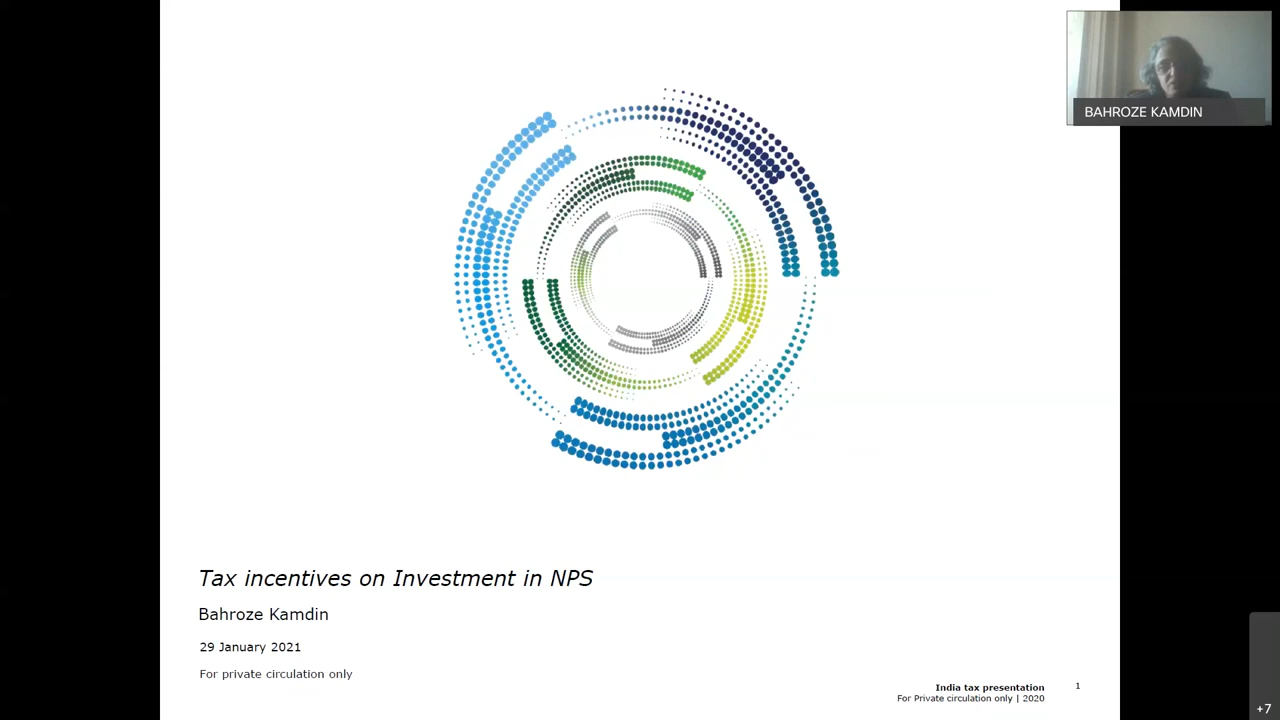 BAHROZE KAMDIN
Tax incentives on Investment in NPS
Bahroze Kamdin
29 January 2021
For private circulation only
India tax presentation
1
For Private circulation only | 2020
+7